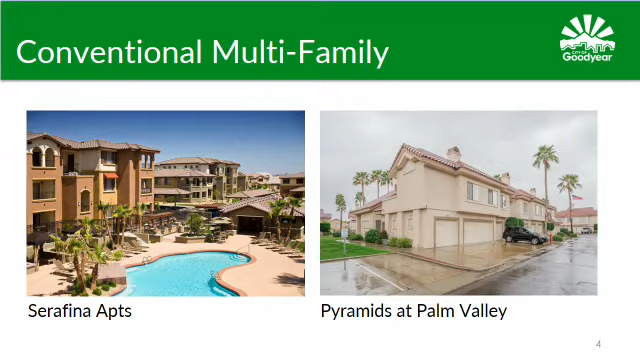 Conventional Multi-Family
CITY OF
Goodyear
Serafina Apts
Pyramids at Palm Valley
4